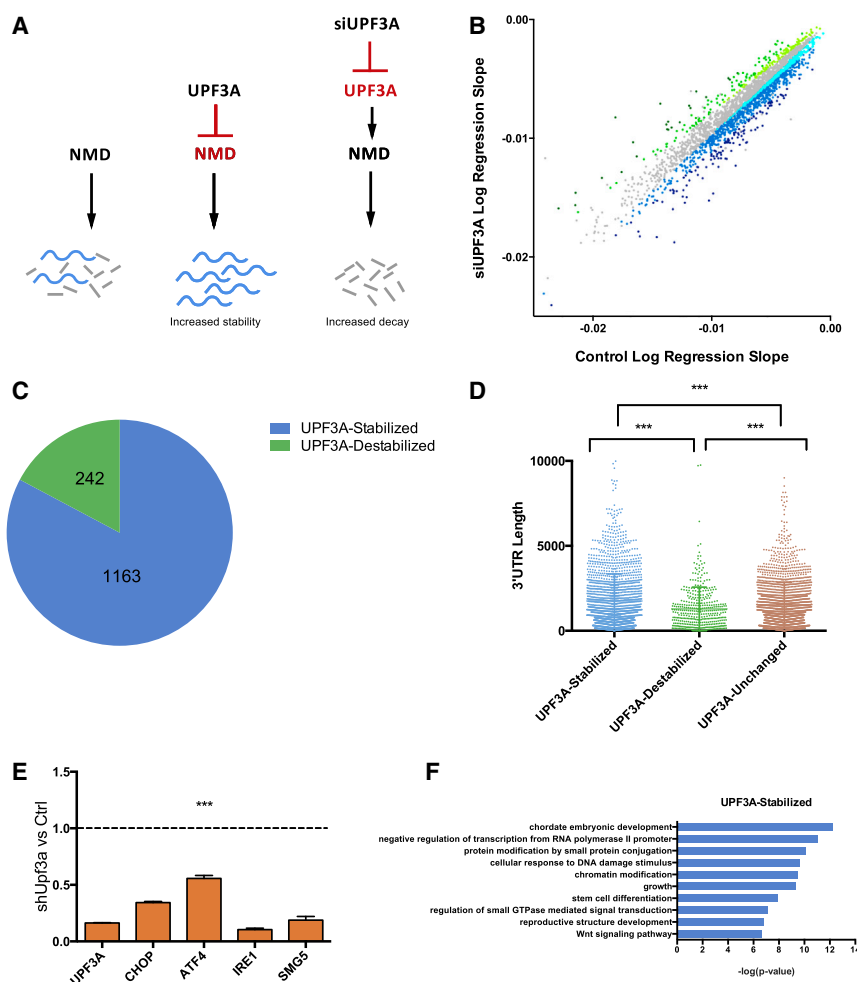 A
siUPF3A
UPF3A
UPF3A
NMD
NMD
NMD
Increased stability
Increased decay
B
siUPF3A Log Regression Slope
0.00
-0.01
-0.02
-0.02
-0.01
0.00
Control Log Regression Slope
C
242
1163
UPF3A-Stabilized
UPF3A-Destabilized
D
***
***
***
3'UTR Length
10000
5000
0
UPF3A-Stabilized
UPF3A-Destabilized
UPF3A-Unchanged
E
shUpf3a vs Ctrl
1.5
1.0
0.5
0.0
***
UPF3A
CHOP
ATF4
IRE1
SMG5
F
UPF3A-Stabilized
chordate embryonic development
negative regulation of transcription from RNA polymerase II promoter
protein modification by small protein conjugation
cellular response to DNA damage stimulus
chromatin modification
growth
stem cell differentiation
regulation of small GTPase mediated signal transduction
reproductive structure development
Wnt signaling pathway
0 2 4 6 8 10 12 14
-log(p-value)